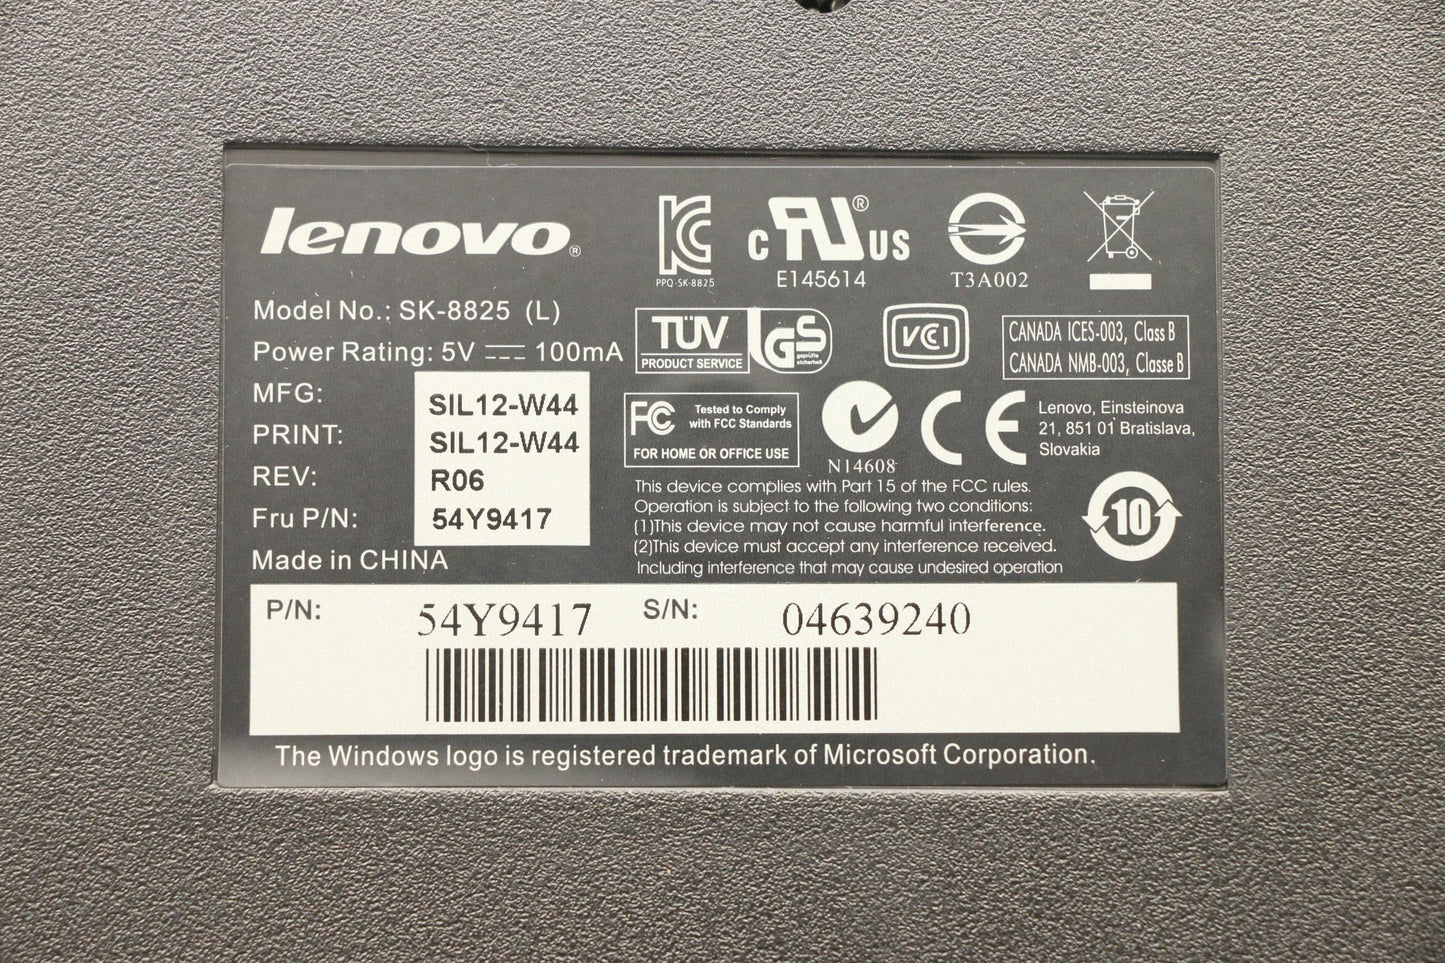 lenovo®
Model No.: SK-8825 (L)
Power Rating: 5V 100mA
MFG: SIL12-W44
PRINT: SIL12-W44
REV: R06
Fru P/N: 54Y9417
Made in CHINA
PPQ-SK-8825
c RU® US
E145614
T3A002
TÜV
PRODUCT SERVICE
GS
geprüfte
sicherheit
VCCI
CANADA ICES-003, Class B
CANADA NMB-003, Classe B
FC Tested to Comply
with FCC Standards
FOR HOME OR OFFICE USE
N14608
CE
Lenovo, Einsteinova
21, 851 01 Bratislava,
Slovakia
This device complies with Part 15 of the FCC rules.
Operation is subject to the following two conditions:
(1)This device may not cause harmful interference.
(2)This device must accept any interference received.
Including interference that may cause undesired operation
10
P/N: 54Y9417 S/N: 04639240
The Windows logo is registered trademark of Microsoft Corporation.